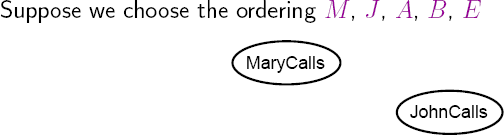 Suppose we choose the ordering M, J, A, B, E
MaryCalls
JohnCalls